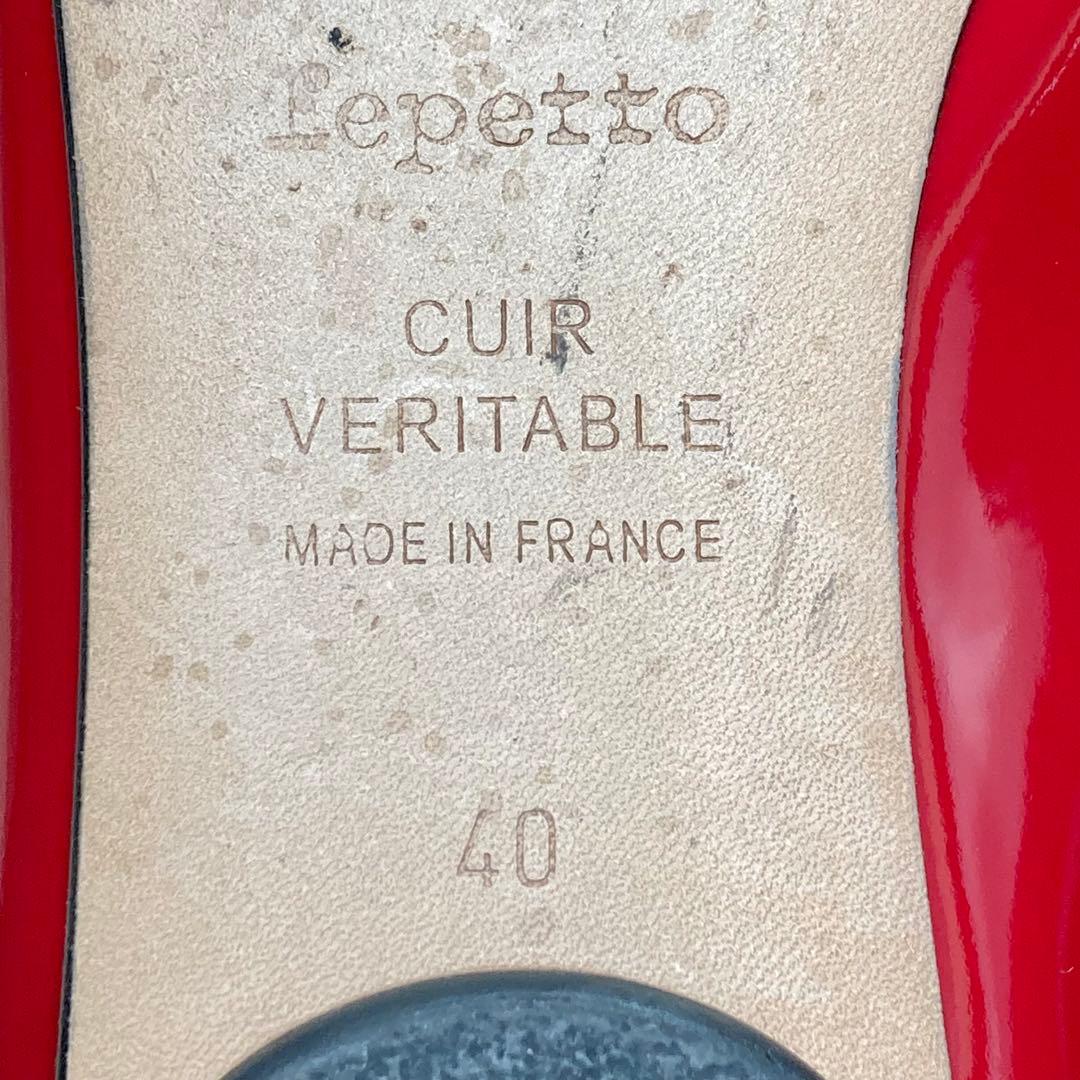 repetto
CUIR
VERITABLE
MADE IN FRANCE
40